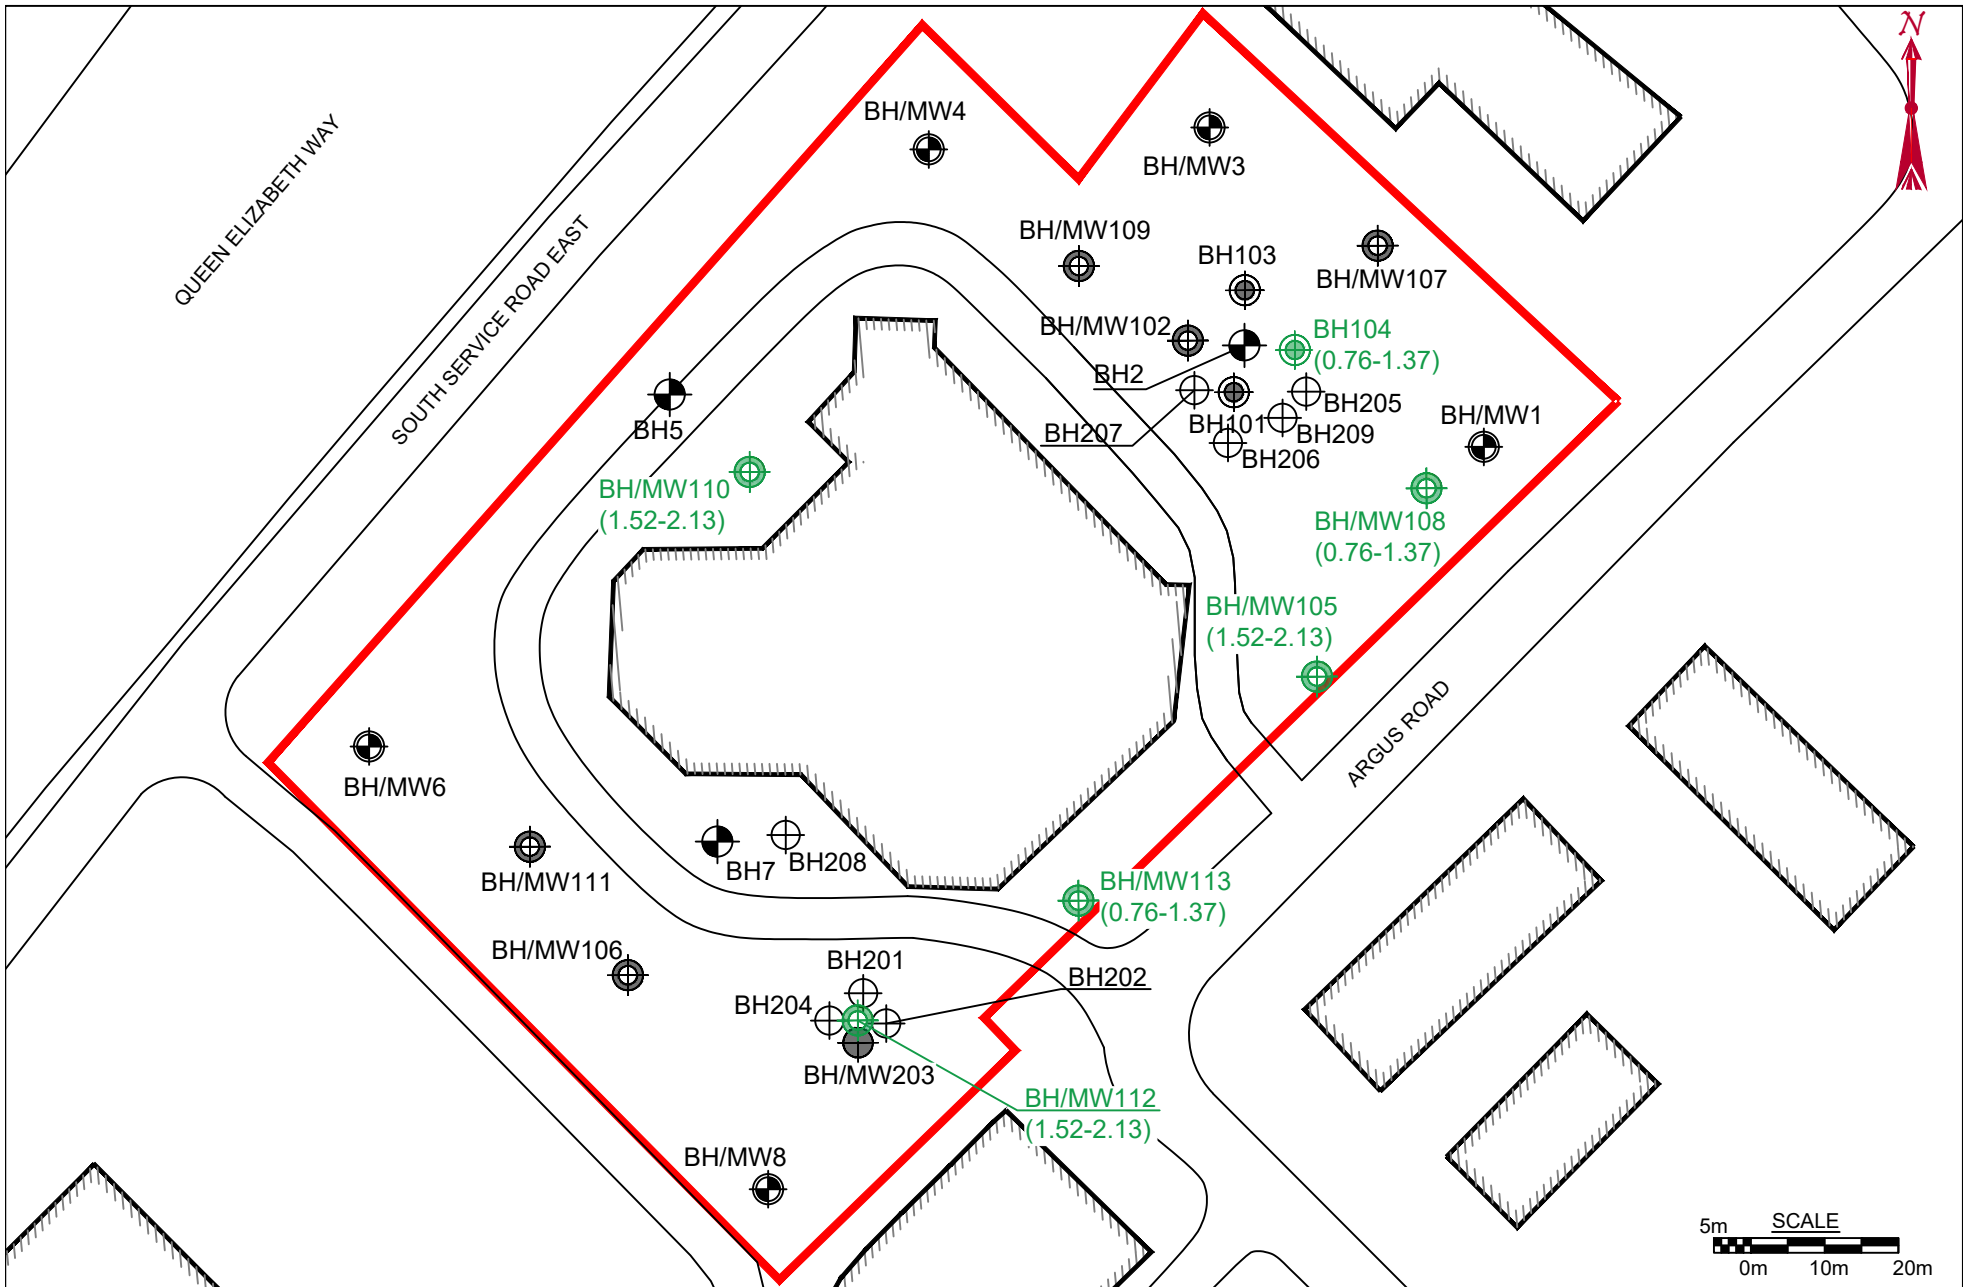 N
BH/MW4
BH/MW3
QUEEN ELIZABETH WAY
SOUTH SERVICE ROAD EAST
BH/MW109
BH103
BH/MW107
BH/MW102
BH104
(0.76-1.37)
BH2
BH5
BH207
BH101
BH205
BH209
BH206
BH/MW1
BH/MW110
(1.52-2.13)
BH/MW108
(0.76-1.37)
BH/MW105
(1.52-2.13)
ARGUS ROAD
BH/MW6
BH/MW111
BH7
BH208
BH/MW113
(0.76-1.37)
BH/MW106
BH201
BH202
BH204
BH/MW203
BH/MW112
(1.52-2.13)
BH/MW8
5m
SCALE
0m
10m
20m